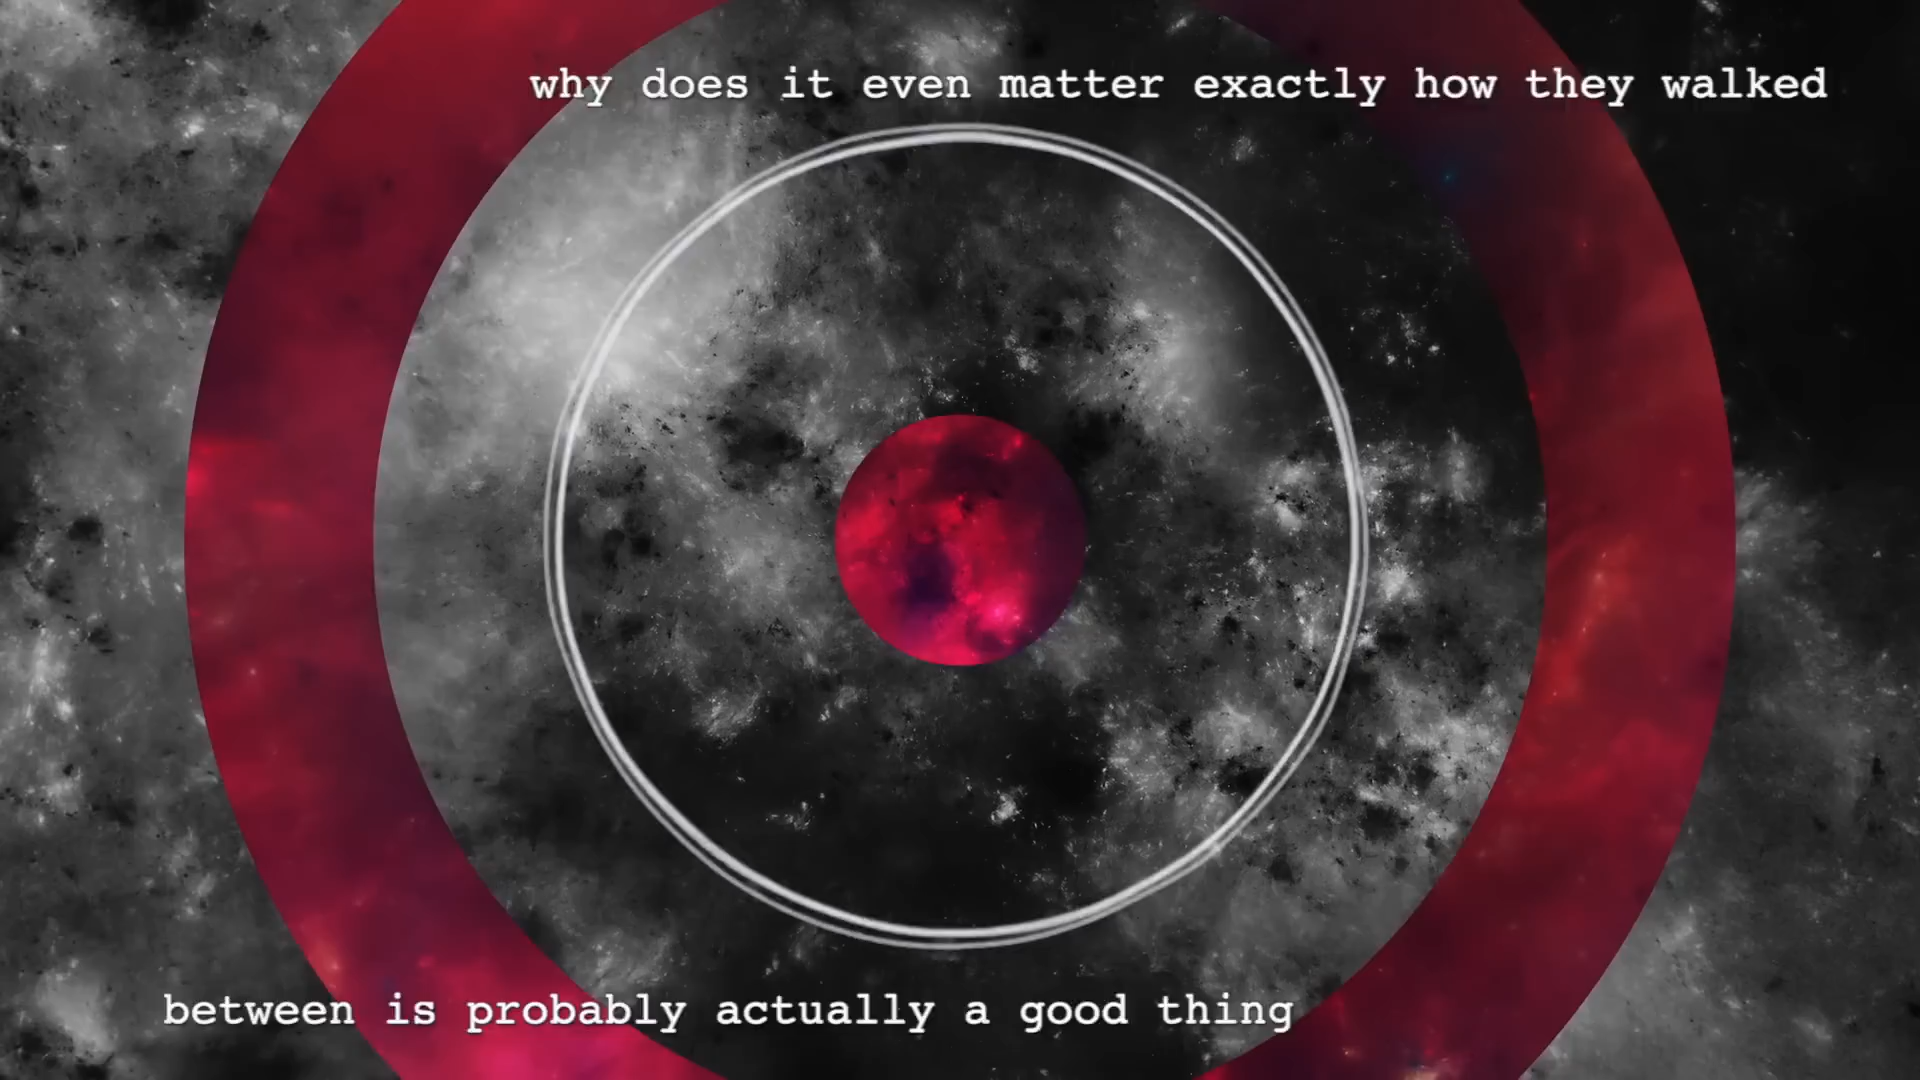 why does it even matter exactly how they walked
between is probably actually a good thing